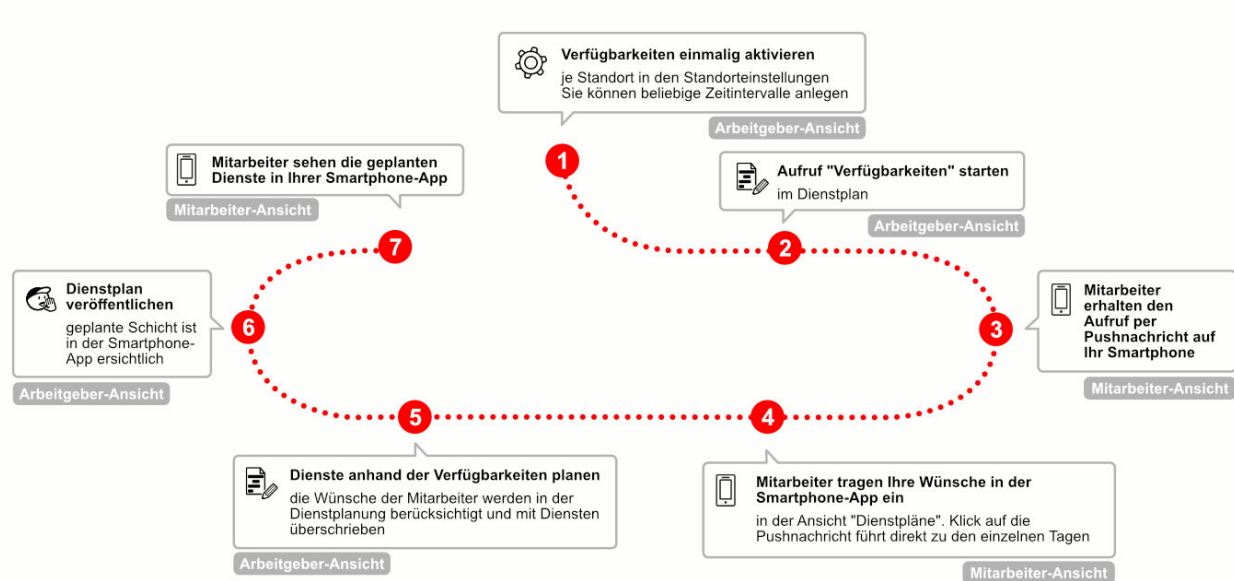 1
Verfügbarkeiten einmalig aktivieren
je Standort in den Standorteinstellungen
Sie können beliebige Zeitintervalle anlegen
Arbeitgeber-Ansicht
2
Aufruf "Verfügbarkeiten" starten
im Dienstplan
Arbeitgeber-Ansicht
3
Mitarbeiter
erhalten den
Aufruf per
Pushnachricht auf
Ihr Smartphone
Mitarbeiter-Ansicht
4
Mitarbeiter tragen Ihre Wünsche in der
Smartphone-App ein
in der Ansicht "Dienstpläne". Klick auf die
Pushnachricht führt direkt zu den einzelnen Tagen
Mitarbeiter-Ansicht
5
Dienste anhand der Verfügbarkeiten planen
die Wünsche der Mitarbeiter werden in der
Dienstplanung berücksichtigt und mit Diensten
überschrieben
Arbeitgeber-Ansicht
6
Dienstplan
veröffentlichen
geplante Schicht ist
in der Smartphone-
App ersichtlich
Arbeitgeber-Ansicht
7
Mitarbeiter sehen die geplanten
Dienste in Ihrer Smartphone-App
Mitarbeiter-Ansicht